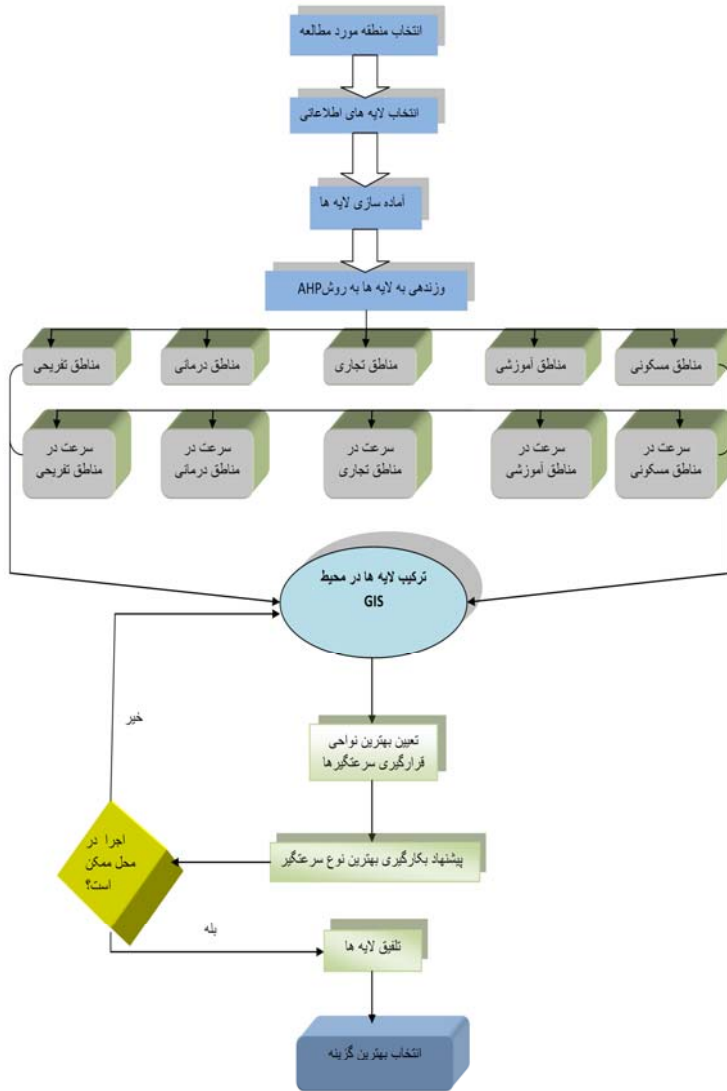 انتخاب منطقه مورد مطالعه
انتخاب لایه های اطلاعاتی
آماده سازی لایه ها
وزندهی به لایه ها به روش AHP
مناطق مسکونی
مناطق آموزشی
مناطق تجاری
مناطق درمانی
مناطق تفریحی
سرعت در
مناطق مسکونی
سرعت در
مناطق آموزشی
سرعت در
مناطق تجاری
سرعت در
مناطق درمانی
سرعت در
مناطق تفریحی
ترکیب لایه ها در محیط
GIS
تعیین بهترین نواحی
قرارگیری سرعتگیرها
پیشنهاد بکارگیری بهترین نوع سرعتگیر
اجرا در
محل ممکن
است؟
خیر
بله
تلفیق لایه ها
انتخاب بهترین گزینه